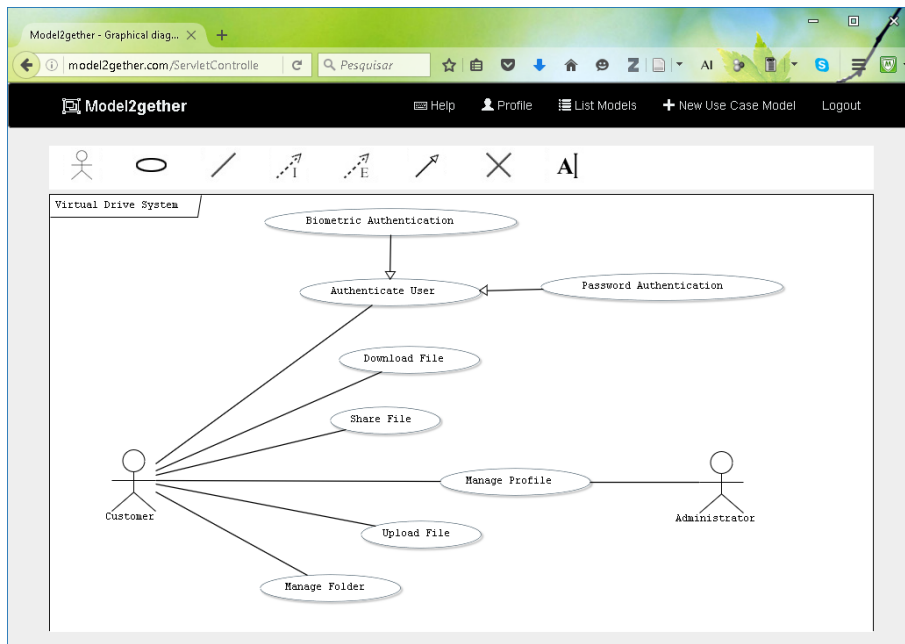 Model2gether - Graphical diag...
model2gether.com/ServletControlle
Pesquisar
Z
AI
S
Model2gether
Help
Profile
List Models
New Use Case Model
Logout
I
E
A
Virtual Drive System
Biometric Authentication
Authenticate User
Password Authentication
Download File
Share File
Manage Profile
Customer
Administrator
Upload File
Manage Folder